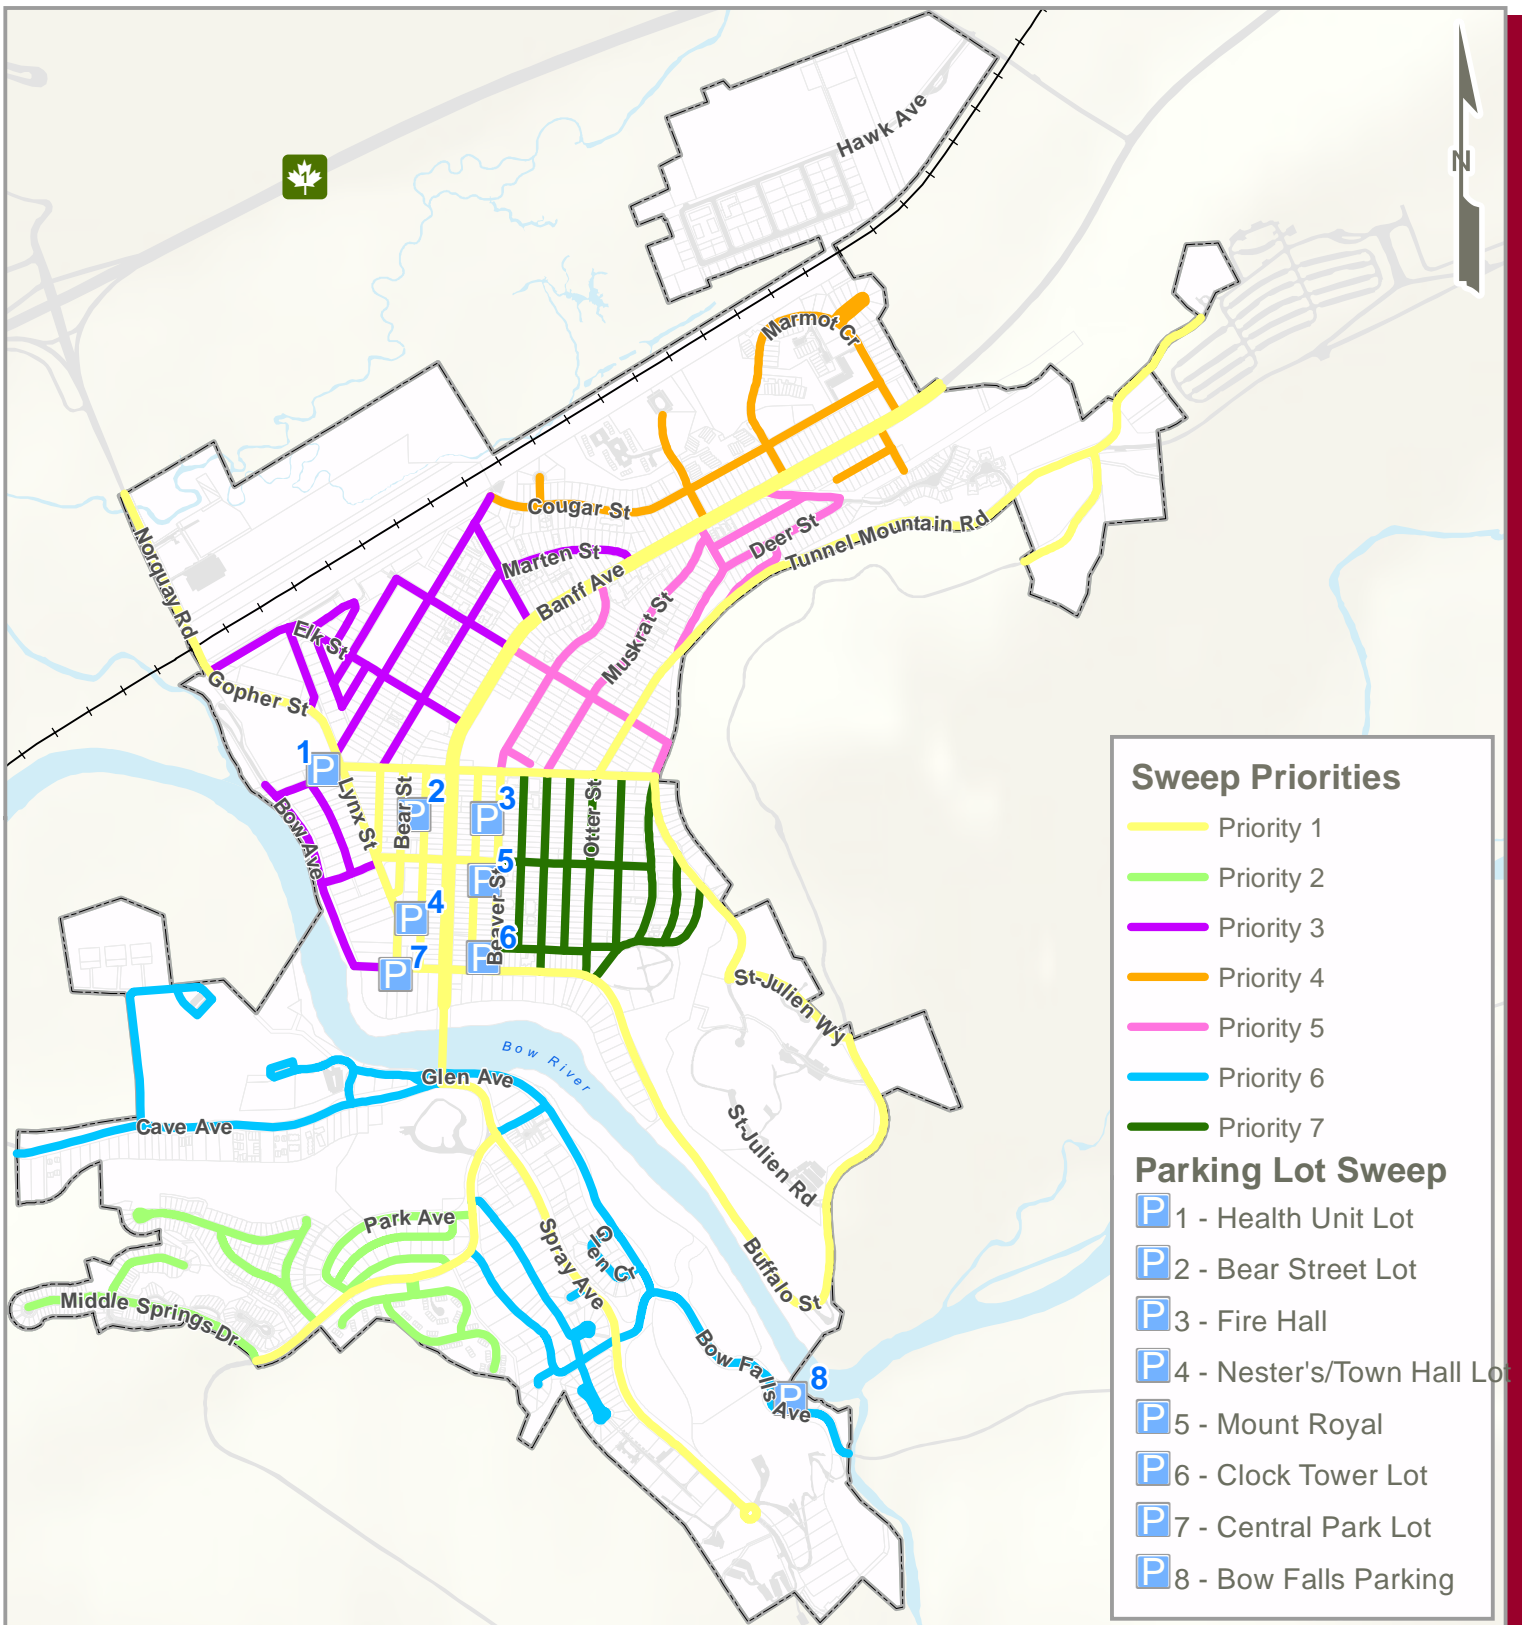 1
Hawk Ave
N
Marmot Cr
Cougar St
Deer St
Tunnel Mountain Rd
Marten St
Banff Ave
Norquay Rd
Elk St
Muskrat St
Gopher St
1
Lynx St
Bear St
2
3
Otter St
Bow Ave
5
Beaver St
4
6
7
St-Julien Wy
Bow River
Glen Ave
Cave Ave
St-Julien Rd
Park Ave
Spray Ave
Glen Cr
Buffalo St
Middle Springs Dr
Bow Falls Ave
8
P
P
P
P
P
P
P
P
Sweep Priorities
Priority 1
Priority 2
Priority 3
Priority 4
Priority 5
Priority 6
Priority 7
Parking Lot Sweep
P 1 - Health Unit Lot
P 2 - Bear Street Lot
P 3 - Fire Hall
P 4 - Nester's/Town Hall Lot
P 5 - Mount Royal
P 6 - Clock Tower Lot
P 7 - Central Park Lot
P 8 - Bow Falls Parking